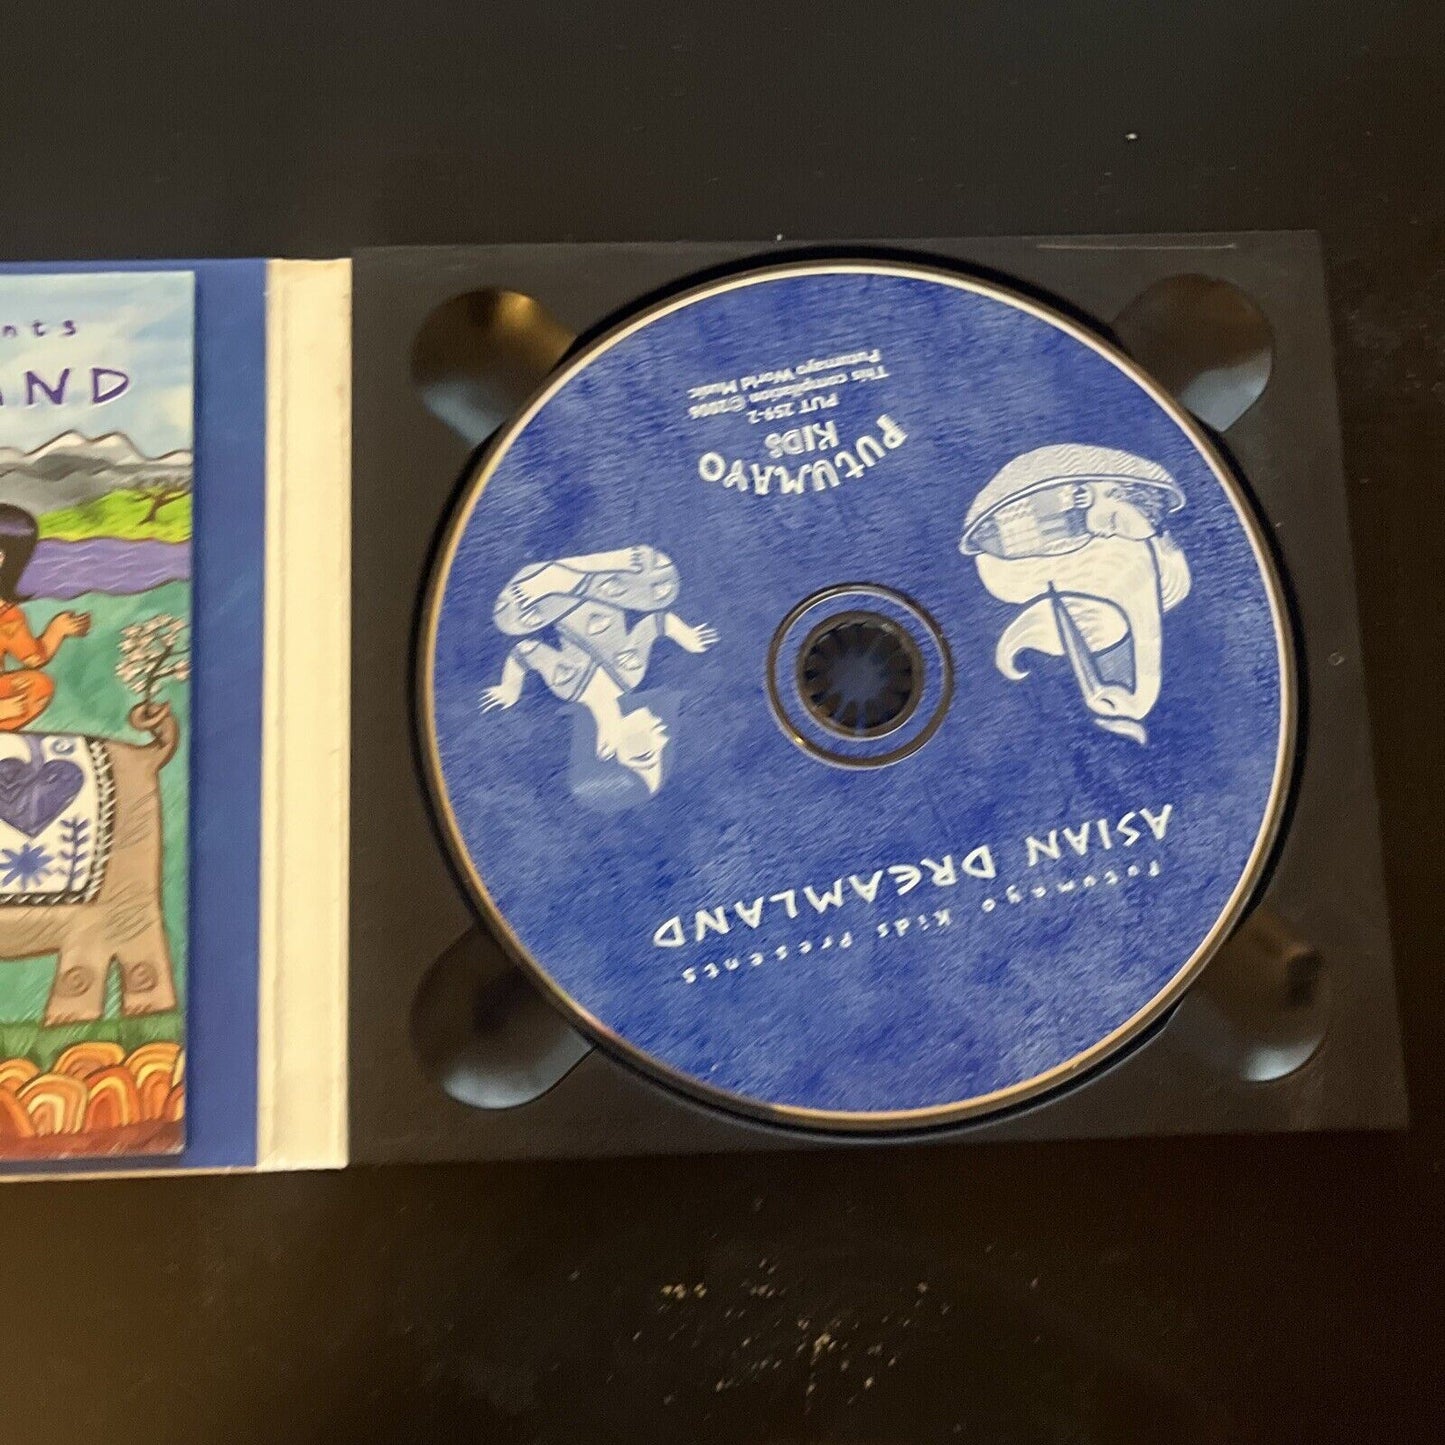 nts
AND
Putumayo Kids Presents
ASIAN DREAMLAND
PUTUMAYO
KIDS
PUT 259-2
This compilation ©2006
Putumayo World Music